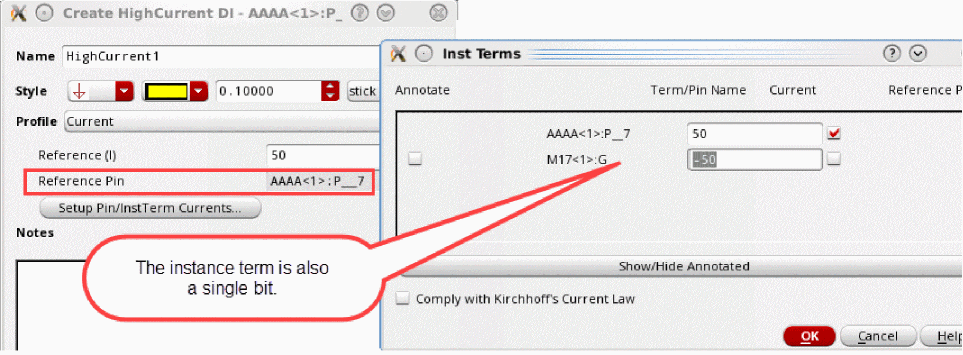 Create HighCurrent DI - AAAA<1>:P_
Name HighCurrent1
Style 0.10000 stick
Profile Current
Reference (I) 50
Reference Pin AAAA<1>:P__7
Setup Pin/InstTerm Currents...
Notes
Inst Terms
Annotate Term/Pin Name Current Reference P
AAAA<1>:P__7 50
M17<1>:G -50
The instance term is also
a single bit.
Show/Hide Annotated
Comply with Kirchhoff's Current Law
OK Cancel Help